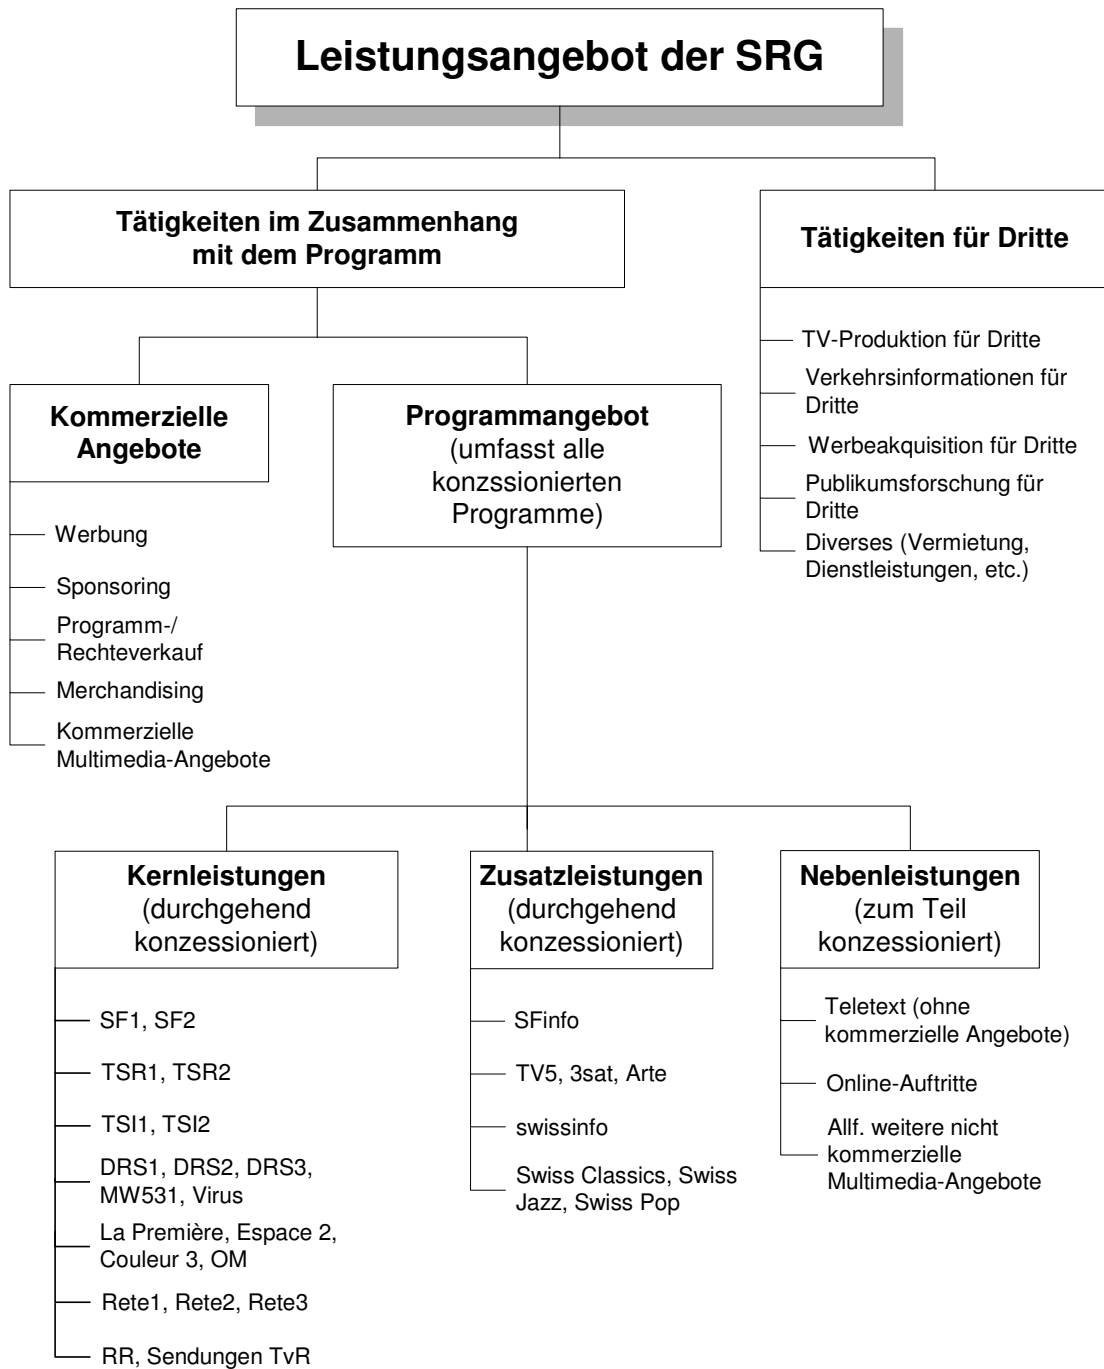 Leistungsangebot der SRG
Tätigkeiten im Zusammenhang
mit dem Programm
Tätigkeiten für Dritte
TV-Produktion für Dritte
Verkehrsinformationen für
Dritte
Werbeakquisition für Dritte
Publikumsforschung für
Dritte
Diverses (Vermietung,
Dienstleistungen, etc.)
Kommerzielle
Angebote
Werbung
Sponsoring
Programm-/
Rechteverkauf
Merchandising
Kommerzielle
Multimedia-Angebote
Programmangebot
(umfasst alle
konzssionierten
Programme)
Kernleistungen
(durchgehend
konzessioniert)
SF1, SF2
TSR1, TSR2
TSI1, TSI2
DRS1, DRS2, DRS3,
MW531, Virus
La Première, Espace 2,
Couleur 3, OM
Rete1, Rete2, Rete3
RR, Sendungen TvR
Zusatzleistungen
(durchgehend
konzessioniert)
SFinfo
TV5, 3sat, Arte
swissinfo
Swiss Classics, Swiss
Jazz, Swiss Pop
Nebenleistungen
(zum Teil
konzessioniert)
Teletext (ohne
kommerzielle Angebote)
Online-Auftritte
Allf. weitere nicht
kommerzielle
Multimedia-Angebote